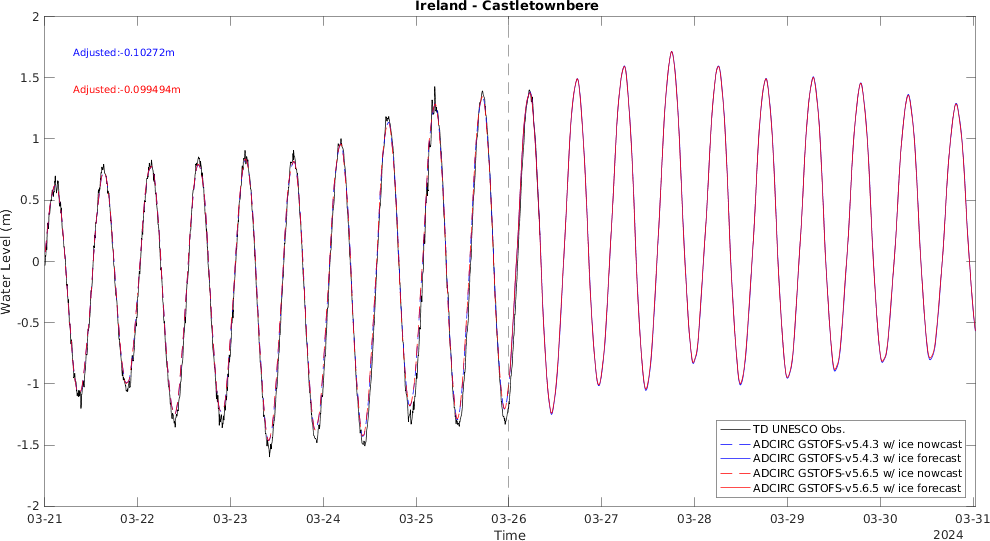 Ireland - Castletownbere
Adjusted:-0.10272m
Adjusted:-0.099494m
Water Level (m)
2
1.5
1
0.5
0
-0.5
-1
-1.5
-2
TD UNESCO Obs.
ADCIRC GSTOFS-v5.4.3 w/ ice nowcast
ADCIRC GSTOFS-v5.4.3 w/ ice forecast
ADCIRC GSTOFS-v5.6.5 w/ ice nowcast
ADCIRC GSTOFS-v5.6.5 w/ ice forecast
03-21 03-22 03-23 03-24 03-25 03-26 03-27 03-28 03-29 03-30 03-31
Time
2024